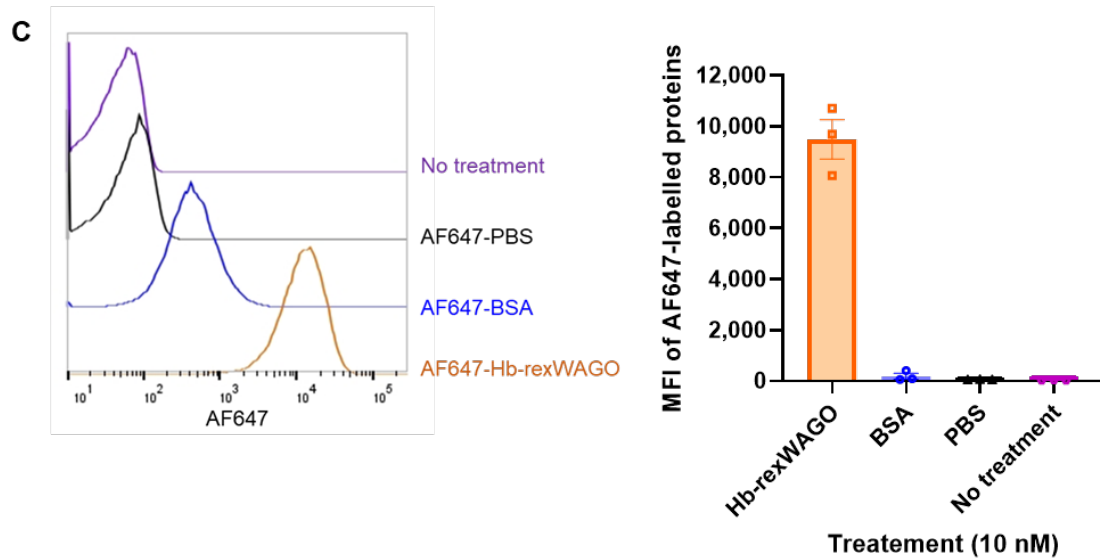 C
No treatment
AF647-PBS
AF647-BSA
AF647-Hb-rexWAGO
10¹ 10² 10³ 10⁴ 10⁵
AF647
MFI of AF647-labelled proteins
12,000
10,000
8,000
6,000
4,000
2,000
0
Hb-rexWAGO
BSA
PBS
No treatment
Treatement (10 nM)